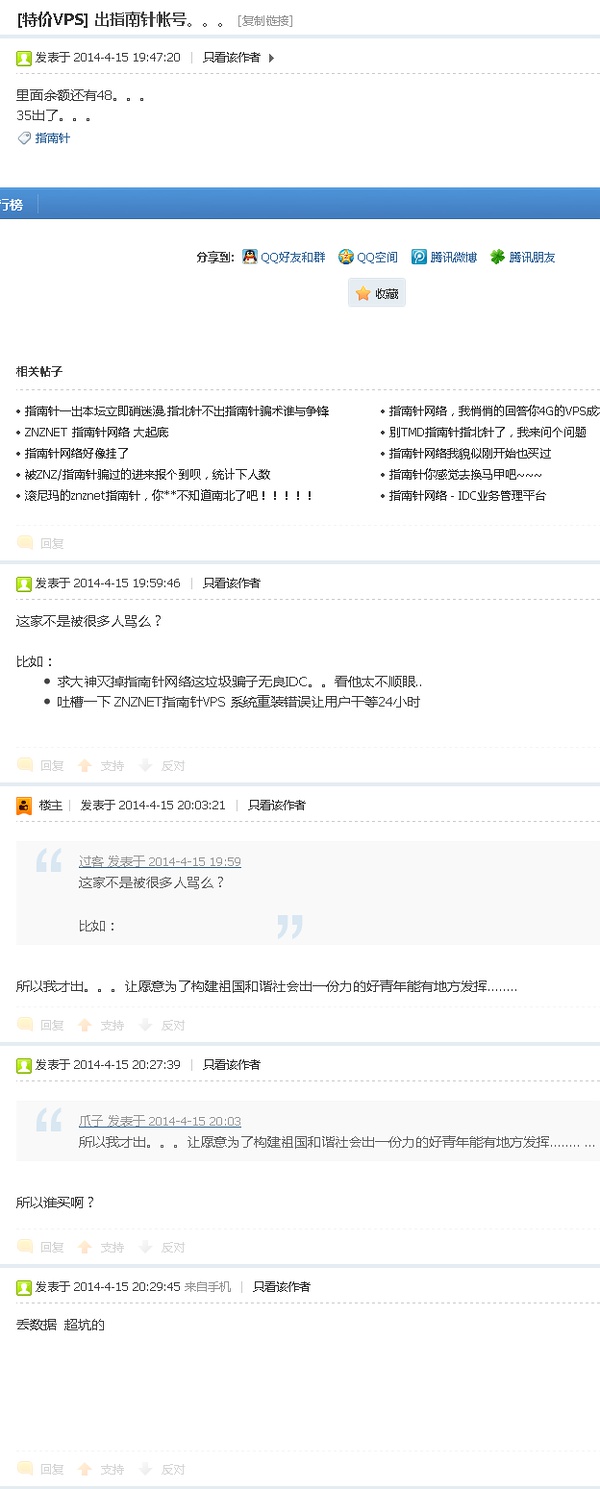 [特价VPS] 出指南针帐号。。。 [复制链接]
发表于 2014-4-15 19:47:20 | 只看该作者
里面余额还有48。。。
35出了。。。
指南针
行榜
分享到: QQ好友和群 QQ空间 腾讯微博 腾讯朋友
收藏
相关帖子
• 指南针一出本坛立即硝迷漫,指北针不出指南针骗术谁与争锋 • 指南针网络，我悄悄的回答你4G的VPS成
• ZNZNET 指南针网络 大起底 • 别TMD指南针指北针了，我来问个问题
• 指南针网络好像挂了 • 指南针网络我貌似刚开始也买过
• 被ZNZ/指南针骗过的进来报个到呗，统计下人数 • 指南针你感觉去换马甲吧~~~
• 滚尼玛的znznet指南针，你**不知道南北了吧！！！！！ • 指南针网络 - IDC业务管理平台
回复
发表于 2014-4-15 19:59:46 | 只看该作者
这家不是被很多人骂么？
比如：
• 求大神灭掉指南针网络这垃圾骗子无良IDC。。看他太不顺眼..
• 吐槽一下 ZNZNET指南针VPS 系统重装错误让用户干等24小时
回复 支持 反对
楼主 | 发表于 2014-4-15 20:03:21 | 只看该作者
过客 发表于 2014-4-15 19:59
这家不是被很多人骂么？
比如：
所以我才出。。。让愿意为了构建祖国和谐社会出一份力的好青年能有地方发挥........
回复 支持 反对
发表于 2014-4-15 20:27:39 | 只看该作者
爪子 发表于 2014-4-15 20:03
所以我才出。。。让愿意为了构建祖国和谐社会出一份力的好青年能有地方发挥........ ...
所以谁买啊？
回复 支持 反对
发表于 2014-4-15 20:29:45 来自手机 | 只看该作者
丢数据 超坑的
回复 支持 反对